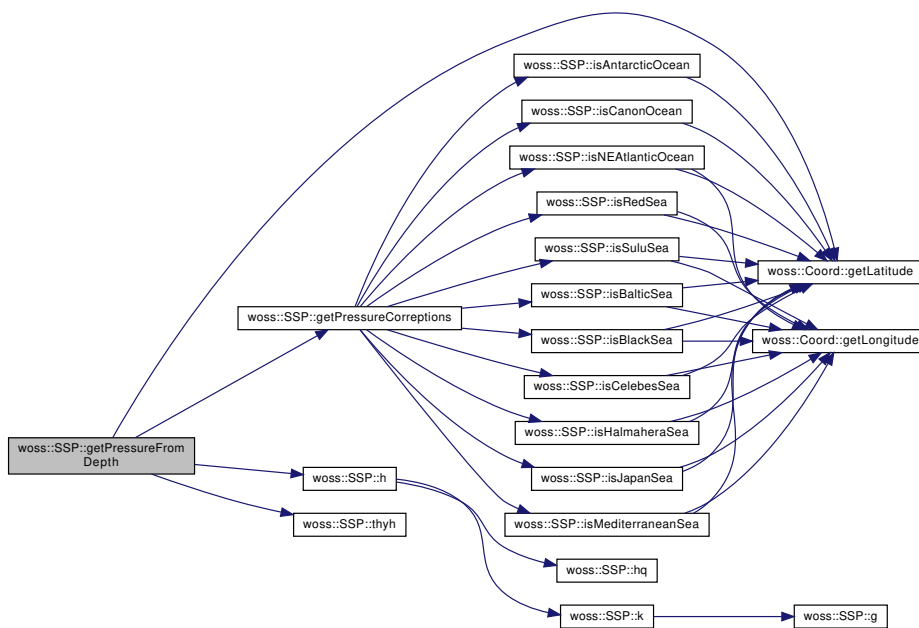 woss::SSP::isAntarcticOcean
woss::SSP::isCanonOcean
woss::SSP::isNEAtlanticOcean
woss::SSP::isRedSea
woss::SSP::isSuluSea
woss::Coord::getLatitude
woss::SSP::isBalticSea
woss::SSP::getPressureCorreptions
woss::SSP::isBlackSea
woss::Coord::getLongitude
woss::SSP::isCelebesSea
woss::SSP::isHalmaheraSea
woss::SSP::getPressureFrom
Depth
woss::SSP::h
woss::SSP::isJapanSea
woss::SSP::thyh
woss::SSP::isMediterraneanSea
woss::SSP::hq
woss::SSP::k
woss::SSP::g